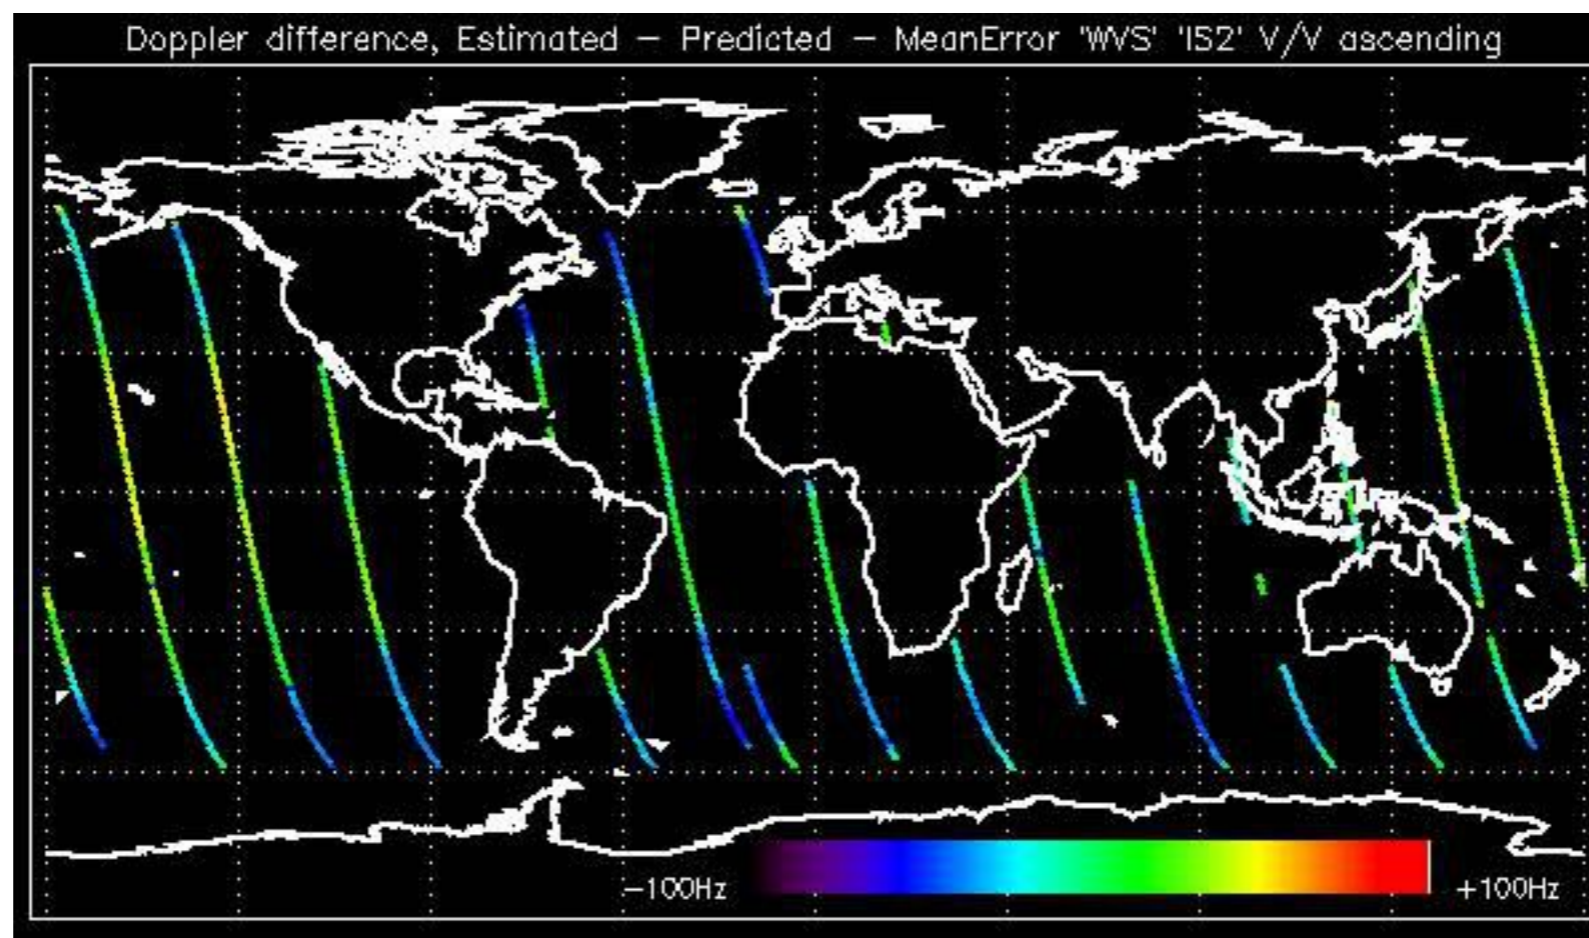 Doppler difference, Estimated – Predicted – MeanError 'WVS' 'IS2' V/V ascending
–100Hz +100Hz